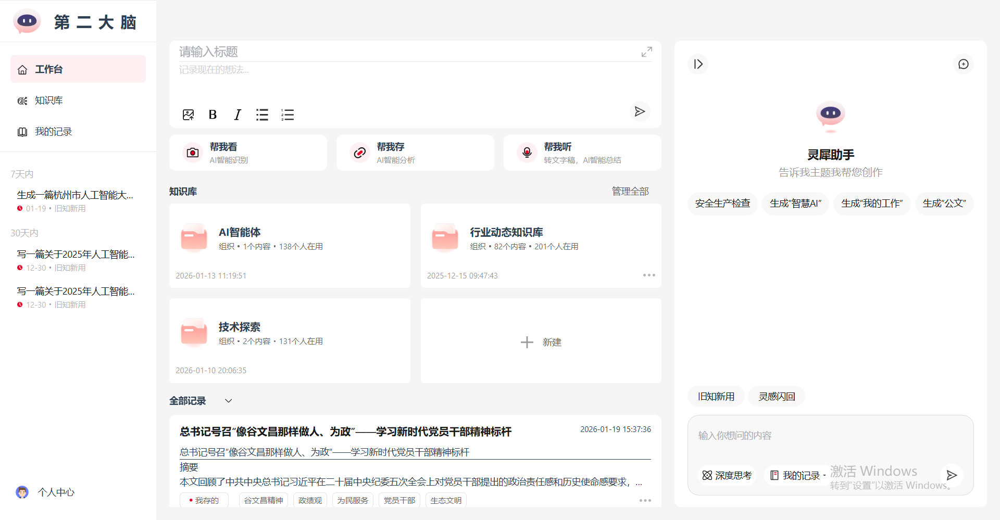 第二大脑
工作台
知识库
我的记录
7天内
生成一篇杭州市人工智能大...
01-19 • 旧知新用
30天内
写一篇关于2025年人工智能...
12-30 • 旧知新用
写一篇关于2025年人工智能...
12-30 • 旧知新用
个人中心
请输入标题
记录现在的想法...
B I
帮我看
AI智能识别
帮我存
AI智能分析
帮我听
转文字稿，AI智能总结
知识库
管理全部
AI智能体
组织 • 1个内容 • 138个人在用
2026-01-13 11:19:51
行业动态知识库
组织 • 82个内容 • 201个人在用
2025-12-15 09:47:43
技术探索
组织 • 2个内容 • 131个人在用
2026-01-10 20:06:35
新建
全部记录
总书记号召“像谷文昌那样做人、为政”——学习新时代党员干部精神标杆
2026-01-19 15:37:36
总书记号召“像谷文昌那样做人、为政”——学习新时代党员干部精神标杆
摘要
本文回顾了中共中央总书记习近平在二十届中央纪委五次全会上对党员干部提出的政治责任感和历史使命感要求，...
• 我存的 谷文昌精神 政绩观 为民服务 党员干部 生态文明
灵犀助手
告诉我主题我帮您创作
安全生产检查 生成“智慧AI” 生成“我的工作” 生成“公文”
旧知新用 灵感闪回
输入你想问的内容
深度思考 我的记录
激活 Windows
转到“设置”以激活 Windows。